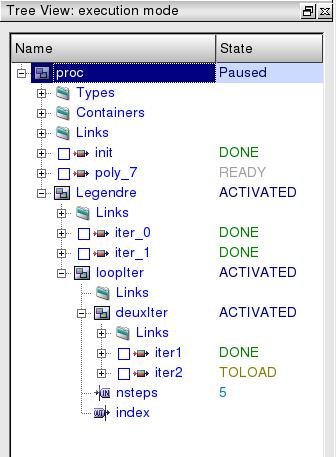 Tree View: execution mode
Name State
proc Paused
Types
Containers
Links
init DONE
poly_7 READY
Legendre ACTIVATED
Links
iter_0 DONE
iter_1 DONE
loopIter ACTIVATED
Links
deuxIter ACTIVATED
Links
iter1 DONE
iter2 TOLOAD
nsteps 5
index